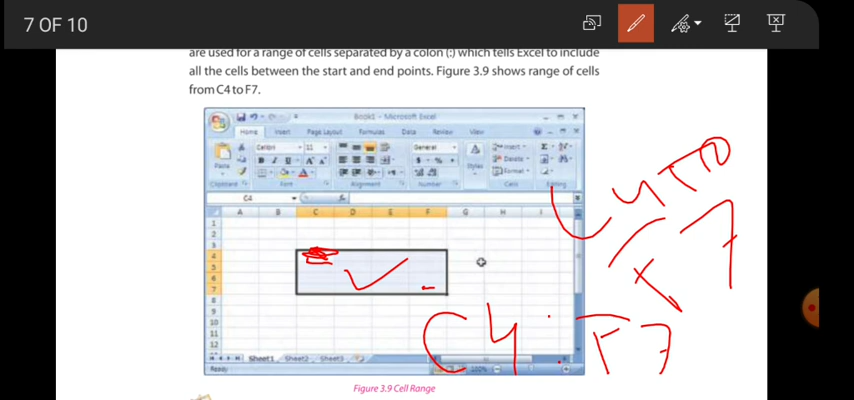 7 OF 10
are used for a range of cells separated by a colon (:) which tells Excel to include
all the cells between the start and end points. Figure 3.9 shows range of cells
from C4 to F7.
Book1 - Microsoft Excel
Home Insert Page Layout Formulas Data Review View
Calibri 11 General Insert
Paste B I U A A $ % , Styles Delete
Format
Clipboard Font Alignment Number Cells Editing
C4 fx
A B C D E F G H I
1
2
3
4
5
6
7
8
9
10
11
12
Sheet1 Sheet2 Sheet3
Ready 100%
C4 : F7
Figure 3.9 Cell Range